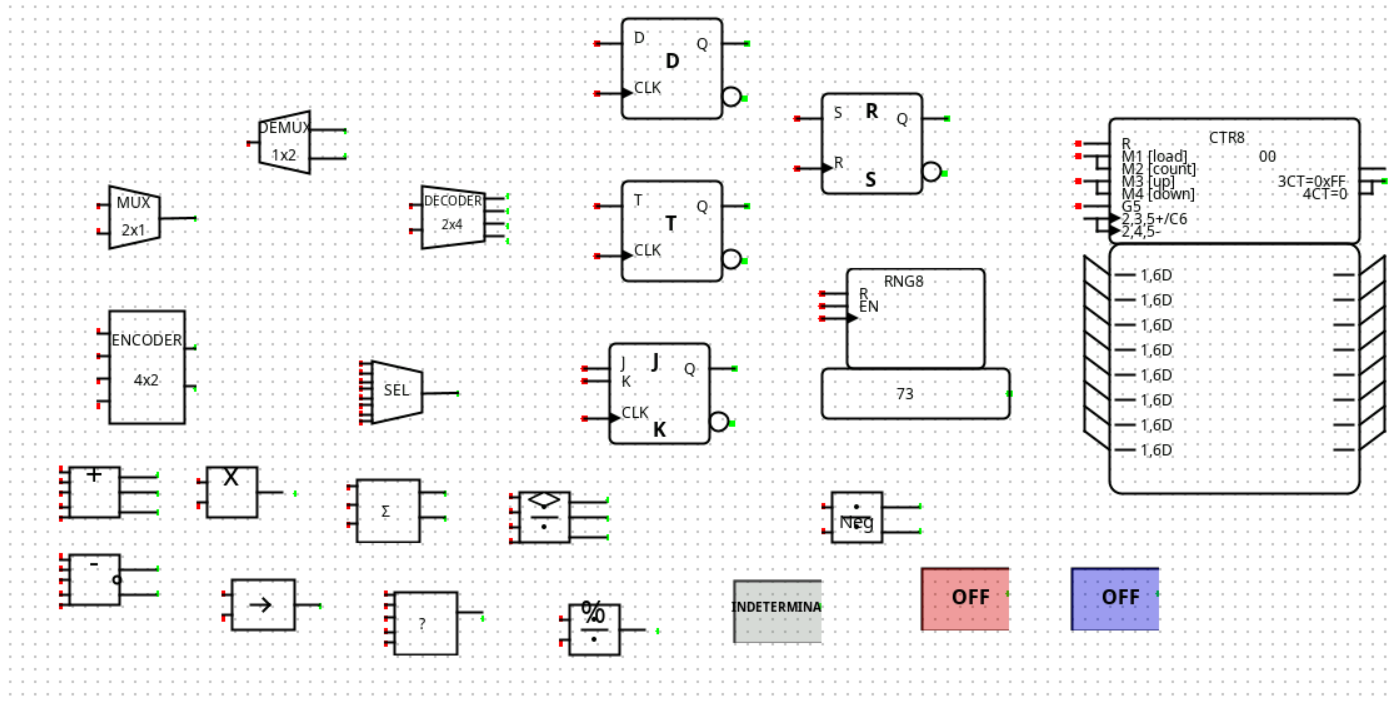 D Q
D
CLK
DEMUX
1x2
S R Q
R
S
CTR8
R
M1 [load] 00
M2 [count]
M3 [up] 3CT=0xFF
M4 [down] 4CT=0
G5
2,3,5+/C6
2,4,5-
MUX
2x1
DECODER
2x4
T Q
T
CLK
RNG8
R
EN
73
1,6D
1,6D
1,6D
1,6D
1,6D
1,6D
1,6D
1,6D
ENCODER
4x2
SEL
J J Q
K
CLK
K
+
X
Σ
<>
÷
÷
Neg
-
→
?
%
÷
INDETERMINA
OFF
OFF